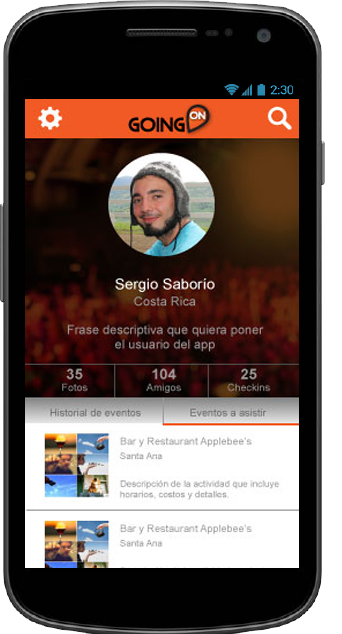 2:30
GOING ON
Sergio Saborío
Costa Rica
Frase descriptiva que quiera poner
el usuario del app
35 104 25
Fotos Amigos Checkins
Historial de eventos Eventos a asistir
Bar y Restaurant Applebee's
Santa Ana
Descripción de la actividad que incluye
horarios, costos y detalles.
Bar y Restaurant Applebee's
Santa Ana